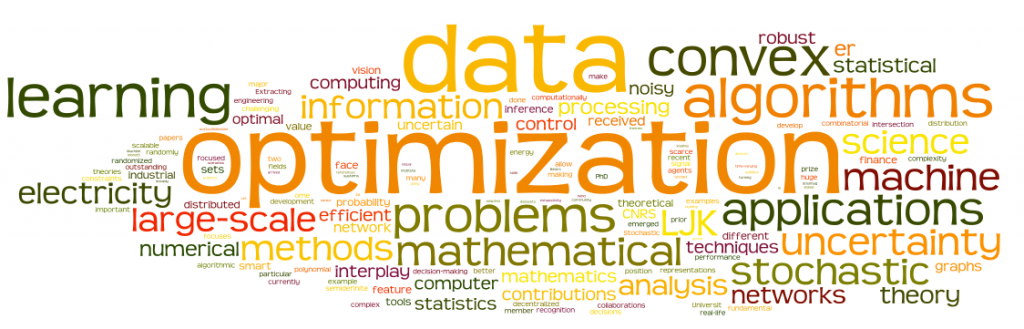 robust
data
convex
er
statistical
vision
make
major
Extracting
computing
learning
engineering
information
done
computationally
noisy
algorithms
challenging
optimal
value
inference
processing
control
received
develop
combinatorial
intersection
distribution
papers
uncertain
optimization
science
scalable
randomly
randomized
outstanding
theories
industrial
constraints
focused
sets
two
fields
face
many
energy
PhD
allow
making
scarce
recent
agents
prize
huge
finance
complexity
machine
electricity
important
distributed
development
probability
large-scale
efficient
network
problems
theoretical
CNRS
emerged
stochastic
prior
LJK
examples
applications
different
techniques
performance
uncertainty
focuses
numerical
methods
mathematical
algorithmic
smart
particular
currently
polynomial
example
semidefinite
interplay
decision-making
better
feature
computer
mathematics
position
representations
analysis
stochastic
graphs
complex
tools
statistics
contributions
decentralized
member
recognition
collaborations
decisions
Universit
real-life
networks
fundamental
theory